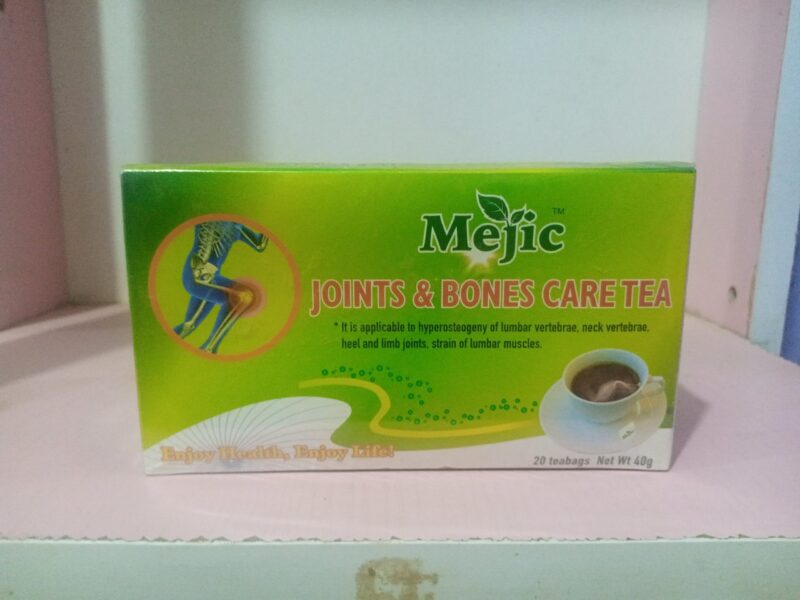 Mejic™
JOINTS & BONES CARE TEA
* It is applicable to hyperosteogeny of lumbar vertebrae, neck vertebrae,
heel and limb joints, strain of lumbar muscles.
Enjoy Health, Enjoy Life!
20 teabags Net Wt 40g